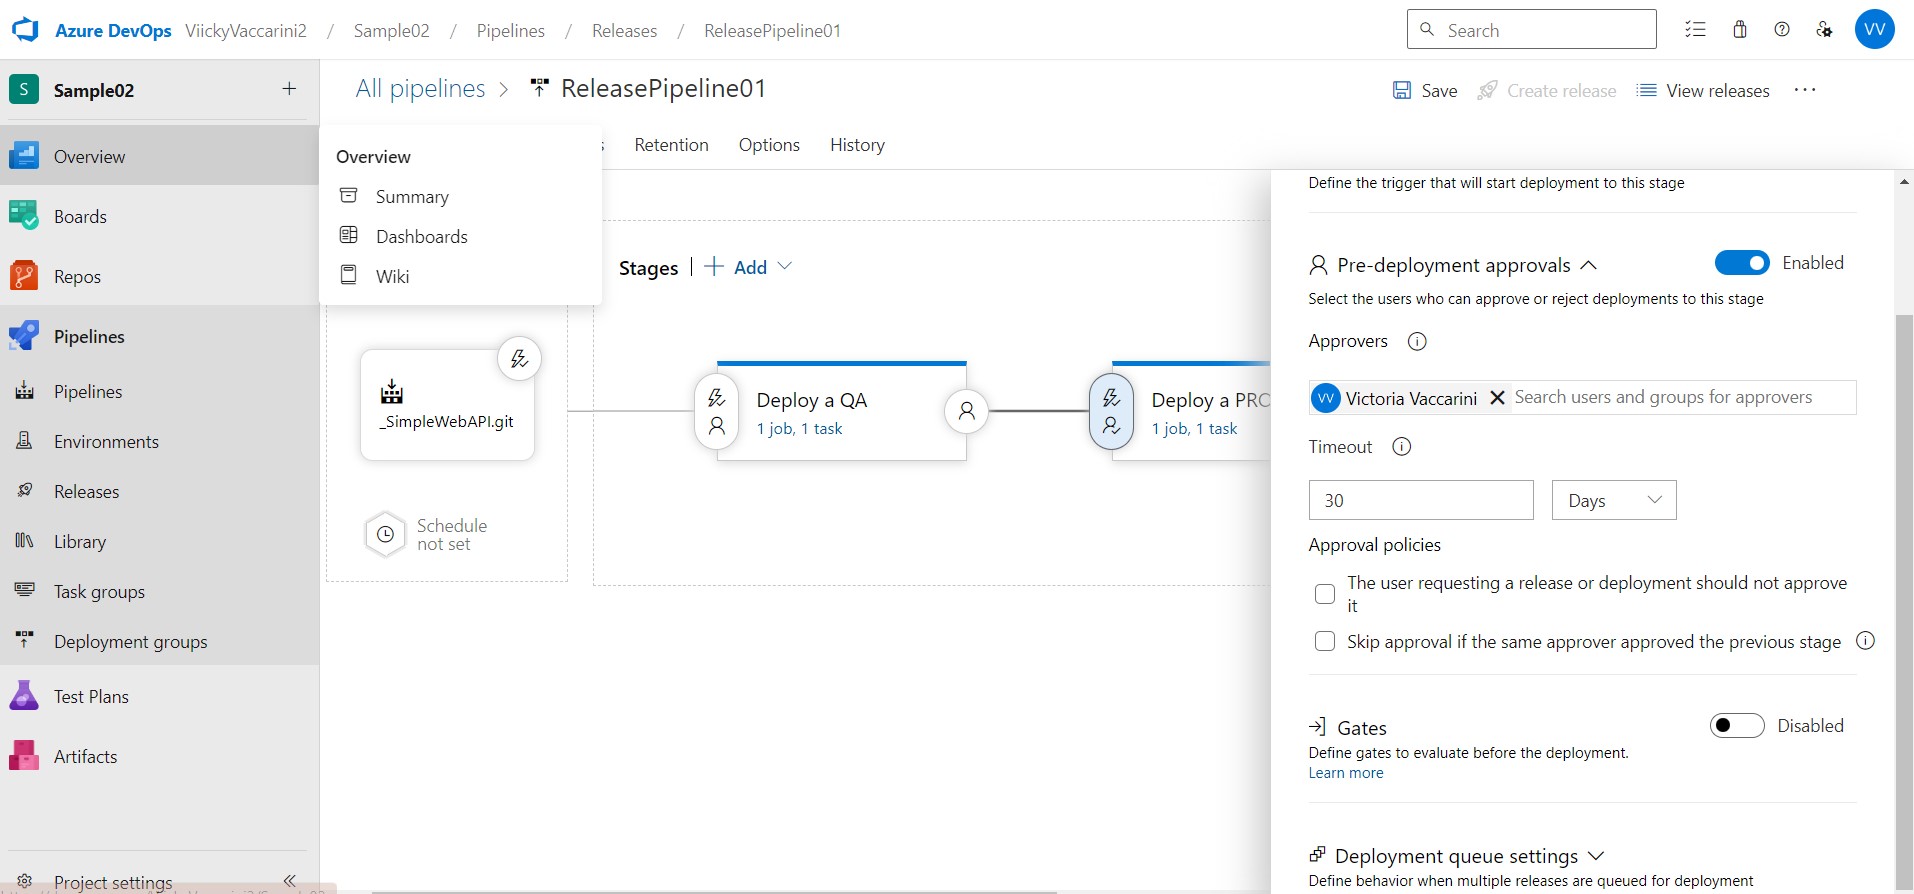 Azure DevOps ViickyVaccarini2 / Sample02 / Pipelines / Releases / ReleasePipeline01
Search
VV
S Sample02 +
Overview
Boards
Repos
Pipelines
Pipelines
Environments
Releases
Library
Task groups
Deployment groups
Test Plans
Artifacts
Project settings
All pipelines > ReleasePipeline01
Save Create release View releases ...
Retention Options History
Overview
Summary
Dashboards
Wiki
Stages | + Add
_SimpleWebAPI.git
Schedule
not set
Deploy a QA
1 job, 1 task
Deploy a PRO
1 job, 1 task
Define the trigger that will start deployment to this stage
Pre-deployment approvals
Enabled
Select the users who can approve or reject deployments to this stage
Approvers
VV Victoria Vaccarini Search users and groups for approvers
Timeout
30 Days
Approval policies
The user requesting a release or deployment should not approve
it
Skip approval if the same approver approved the previous stage
Gates
Disabled
Define gates to evaluate before the deployment.
Learn more
Deployment queue settings
Define behavior when multiple releases are queued for deployment